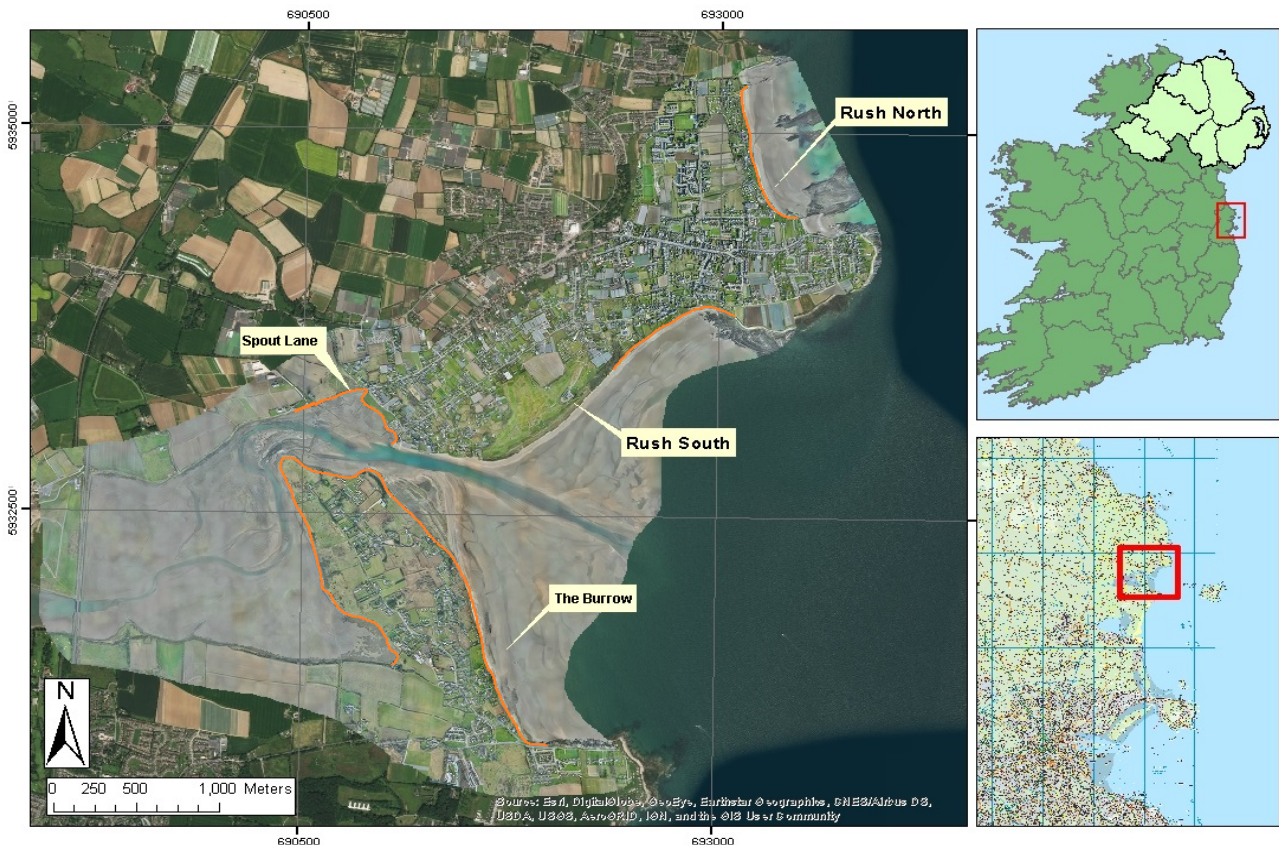 690500
693000
5935000
Rush North
Spout Lane
Rush South
5932500
The Burrow
N
0 250 500 1,000 Meters
Source: Esri, DigitalGlobe, GeoEye, Earthstar Geographics, CNES/Airbus DS,
USDA, USGS, AeroGRID, IGN, and the GIS User Community
690500
693000